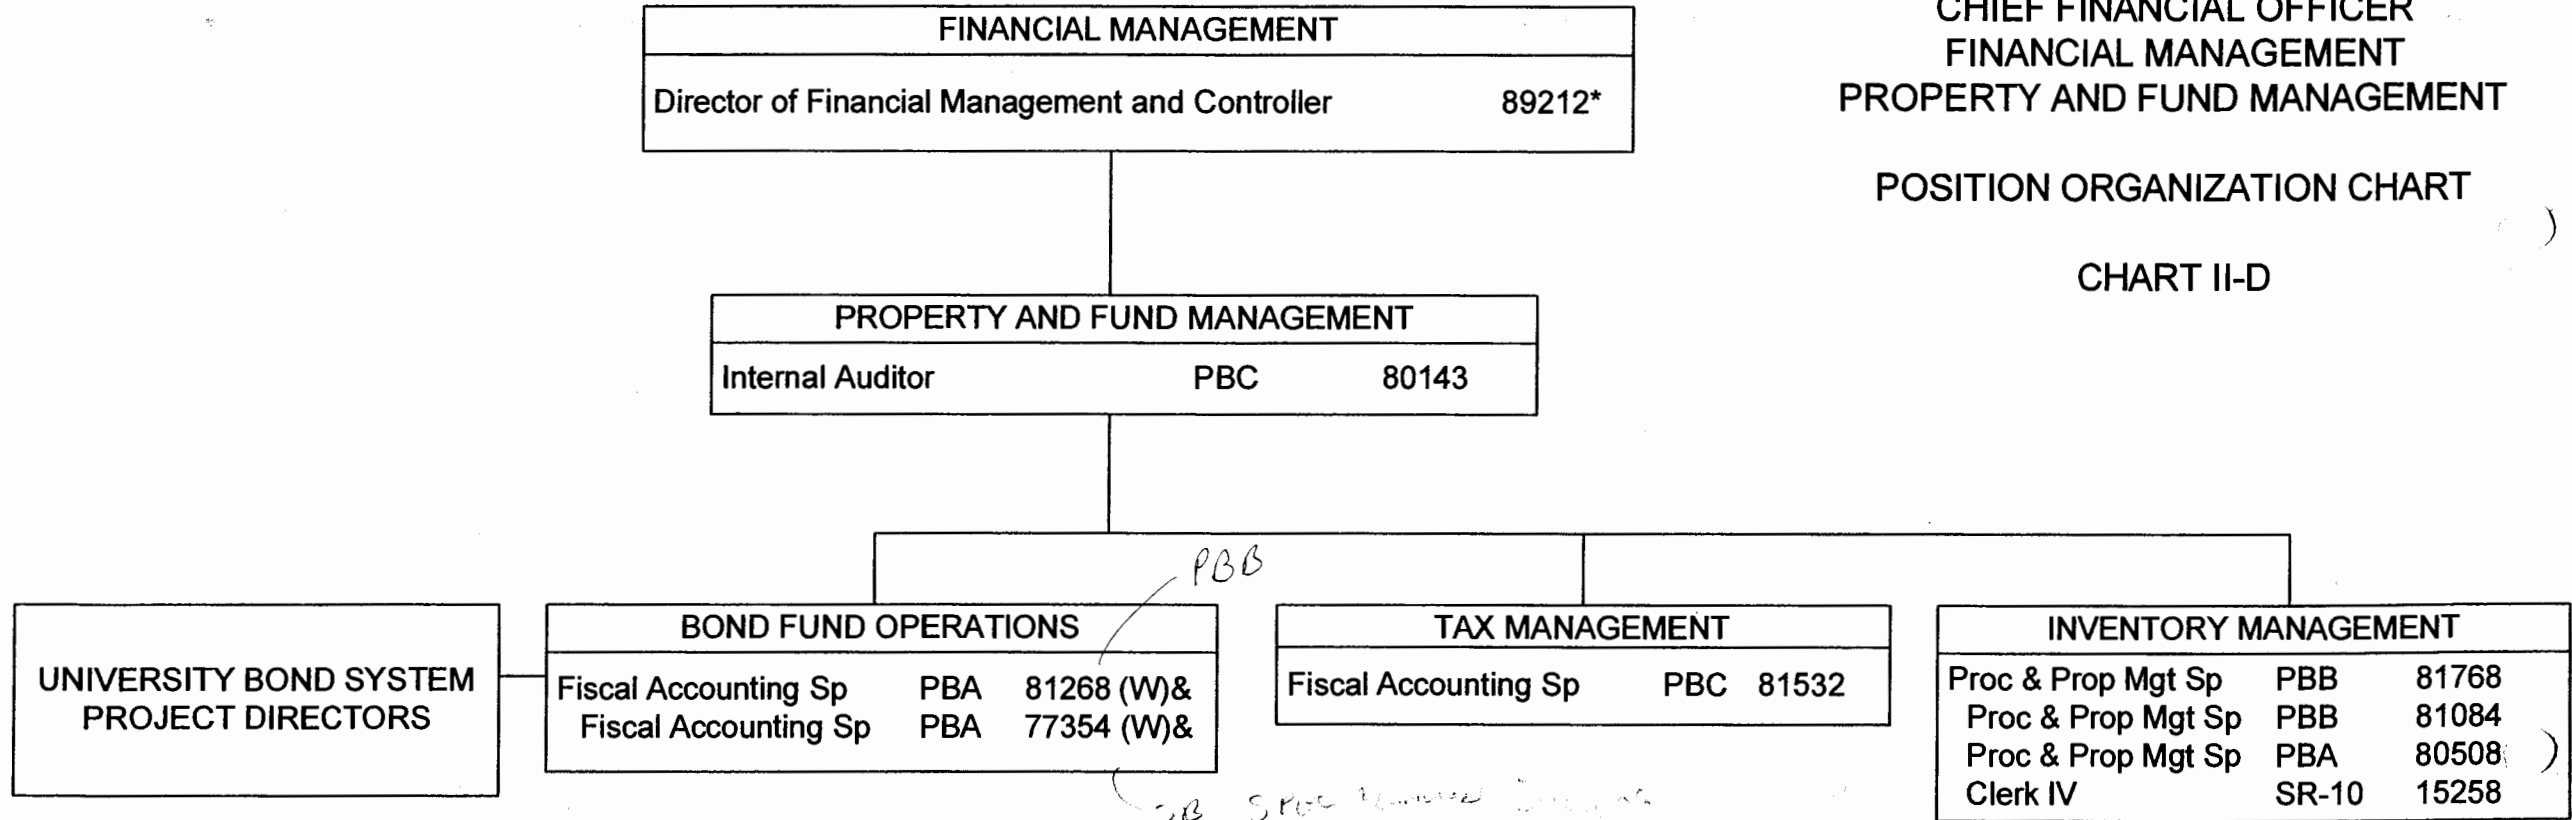 CHIEF FINANCIAL OFFICER
FINANCIAL MANAGEMENT
PROPERTY AND FUND MANAGEMENT
POSITION ORGANIZATION CHART
CHART II-D
FINANCIAL MANAGEMENT
Director of Financial Management and Controller 89212*
PROPERTY AND FUND MANAGEMENT
Internal Auditor PBC 80143
PBB
UNIVERSITY BOND SYSTEM
PROJECT DIRECTORS
BOND FUND OPERATIONS
Fiscal Accounting Sp PBA 81268 (W)&
Fiscal Accounting Sp PBA 77354 (W)&
TAX MANAGEMENT
Fiscal Accounting Sp PBC 81532
INVENTORY MANAGEMENT
Proc & Prop Mgt Sp PBB 81768
Proc & Prop Mgt Sp PBB 81084
Proc & Prop Mgt Sp PBA 80508
Clerk IV SR-10 15258